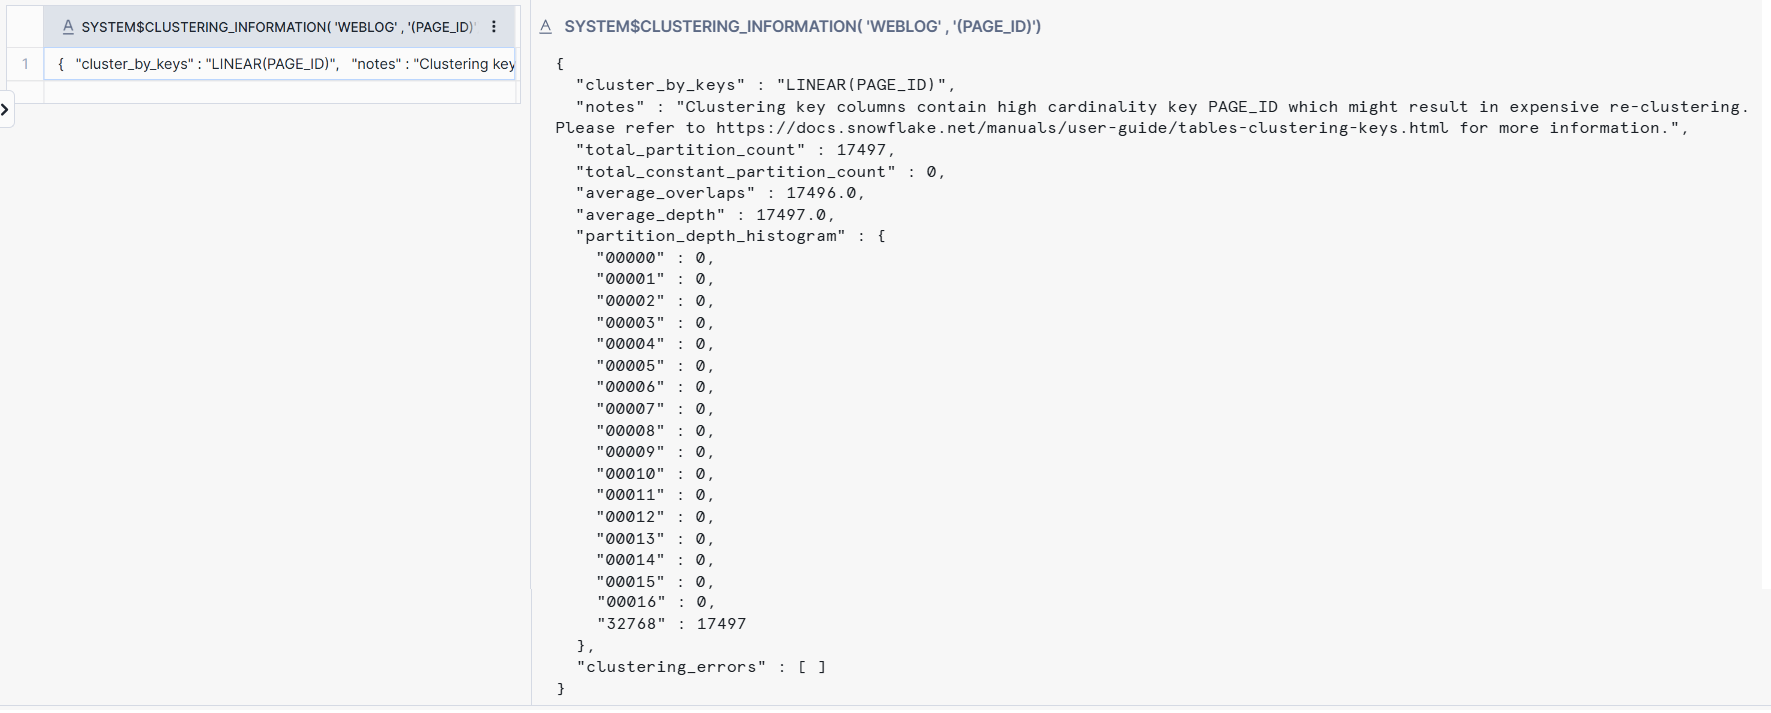 A SYSTEM$CLUSTERING_INFORMATION( 'WEBLOG' , '(PAGE_ID)'
1 { "cluster_by_keys" : "LINEAR(PAGE_ID)", "notes" : "Clustering key
A SYSTEM$CLUSTERING_INFORMATION( 'WEBLOG' , '(PAGE_ID)')
{
"cluster_by_keys" : "LINEAR(PAGE_ID)",
"notes" : "Clustering key columns contain high cardinality key PAGE_ID which might result in expensive re-clustering.
Please refer to https://docs.snowflake.net/manuals/user-guide/tables-clustering-keys.html for more information.",
"total_partition_count" : 17497,
"total_constant_partition_count" : 0,
"average_overlaps" : 17496.0,
"average_depth" : 17497.0,
"partition_depth_histogram" : {
"00000" : 0,
"00001" : 0,
"00002" : 0,
"00003" : 0,
"00004" : 0,
"00005" : 0,
"00006" : 0,
"00007" : 0,
"00008" : 0,
"00009" : 0,
"00010" : 0,
"00011" : 0,
"00012" : 0,
"00013" : 0,
"00014" : 0,
"00015" : 0,
"00016" : 0,
"32768" : 17497
},
"clustering_errors" : [ ]
}